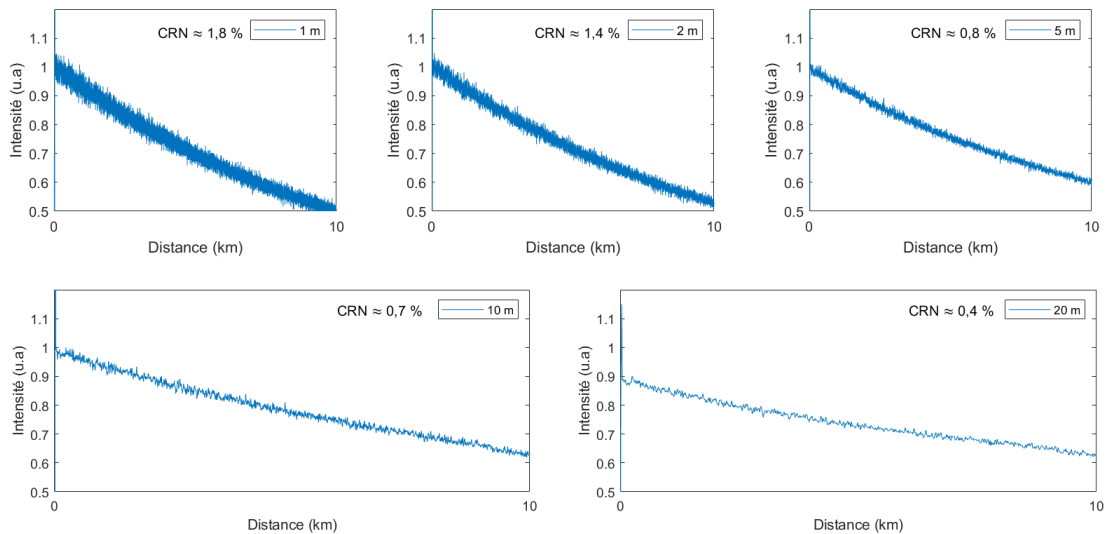 CRN ≈ 1,8 %
1 m
1.1
1
0.9
0.8
0.7
0.6
0.5
Intensité (u.a)
0
10
Distance (km)
CRN ≈ 1,4 %
2 m
1.1
1
0.9
0.8
0.7
0.6
0.5
Intensité (u.a)
0
10
Distance (km)
CRN ≈ 0,8 %
5 m
1.1
1
0.9
0.8
0.7
0.6
0.5
Intensité (u.a)
0
10
Distance (km)
CRN ≈ 0,7 %
10 m
1.1
1
0.9
0.8
0.7
0.6
0.5
Intensité (u.a)
0
10
Distance (km)
CRN ≈ 0,4 %
20 m
1.1
1
0.9
0.8
0.7
0.6
0.5
Intensité (u.a)
0
10
Distance (km)